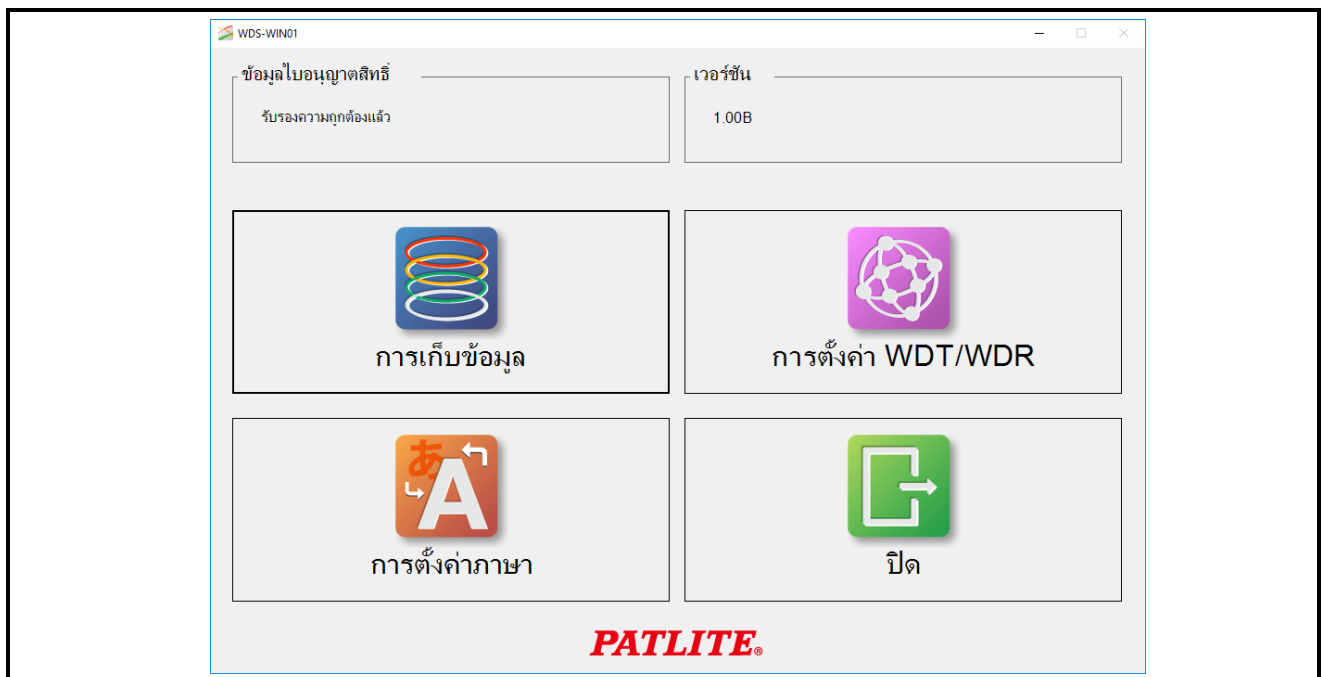 WDS-WIN01
ข้อมูลใบอนุญาตสิทธิ์
เวอร์ชัน
รับรองความถูกต้องแล้ว
1.00B
การเก็บข้อมูล
การตั้งค่า WDT/WDR
あ
A
การตั้งค่าภาษา
ปิด
PATLITE®